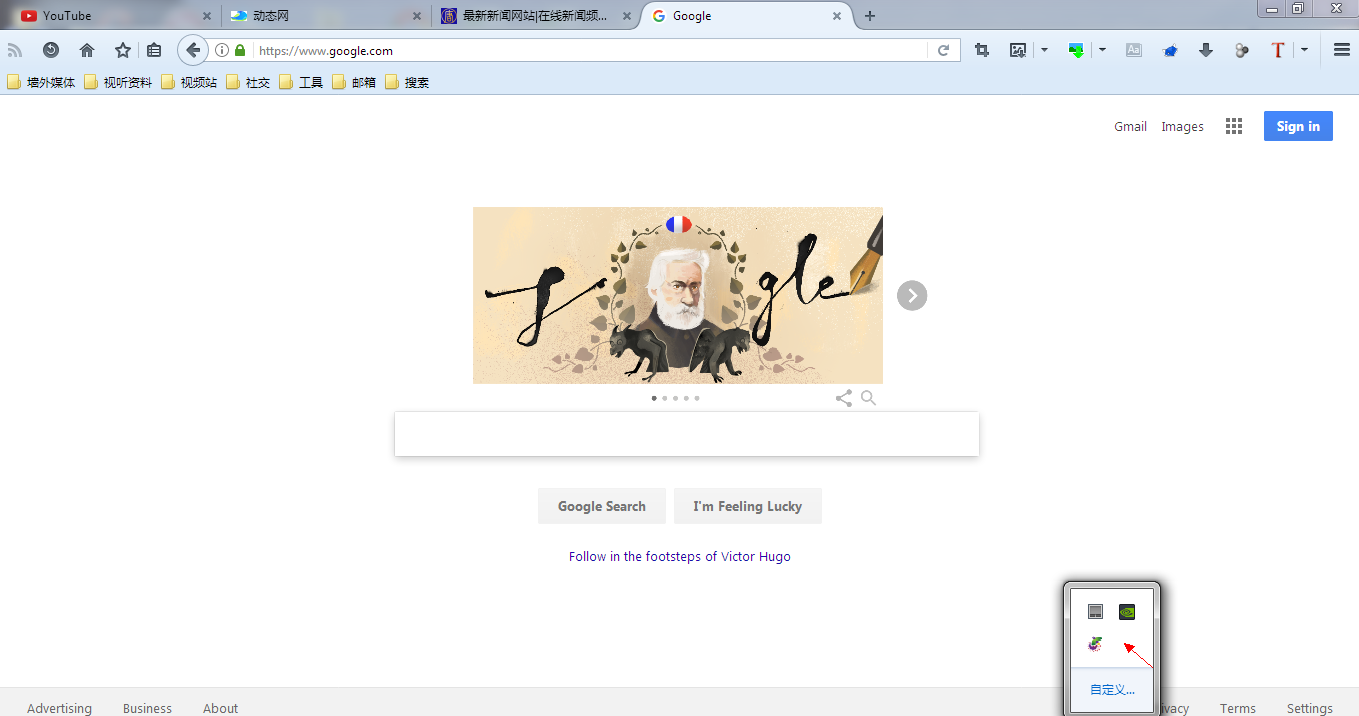 YouTube
动态网
最新新闻网站|在线新闻频...
Google
https://www.google.com
墙外媒体 视听资料 视频站 社交 工具 邮箱 搜索
Gmail Images Sign in
Google Search I'm Feeling Lucky
Follow in the footsteps of Victor Hugo
自定义...
Advertising Business About ivacy Terms Settings